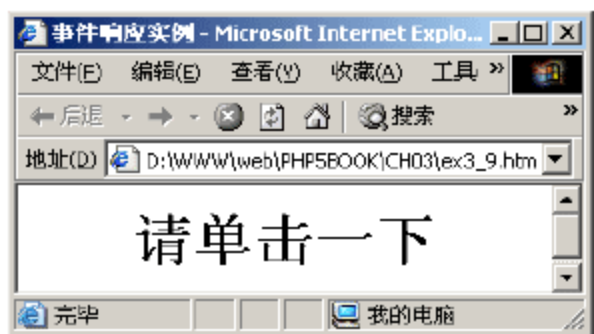 事件响应实例 - Microsoft Internet Explo...
文件(F) 编辑(E) 查看(V) 收藏(A) 工具 »
后退 搜索 »
地址(D) D:\WWW\web\PHP5BOOK\CH03\ex3_9.htm
请单击一下
完毕 我的电脑